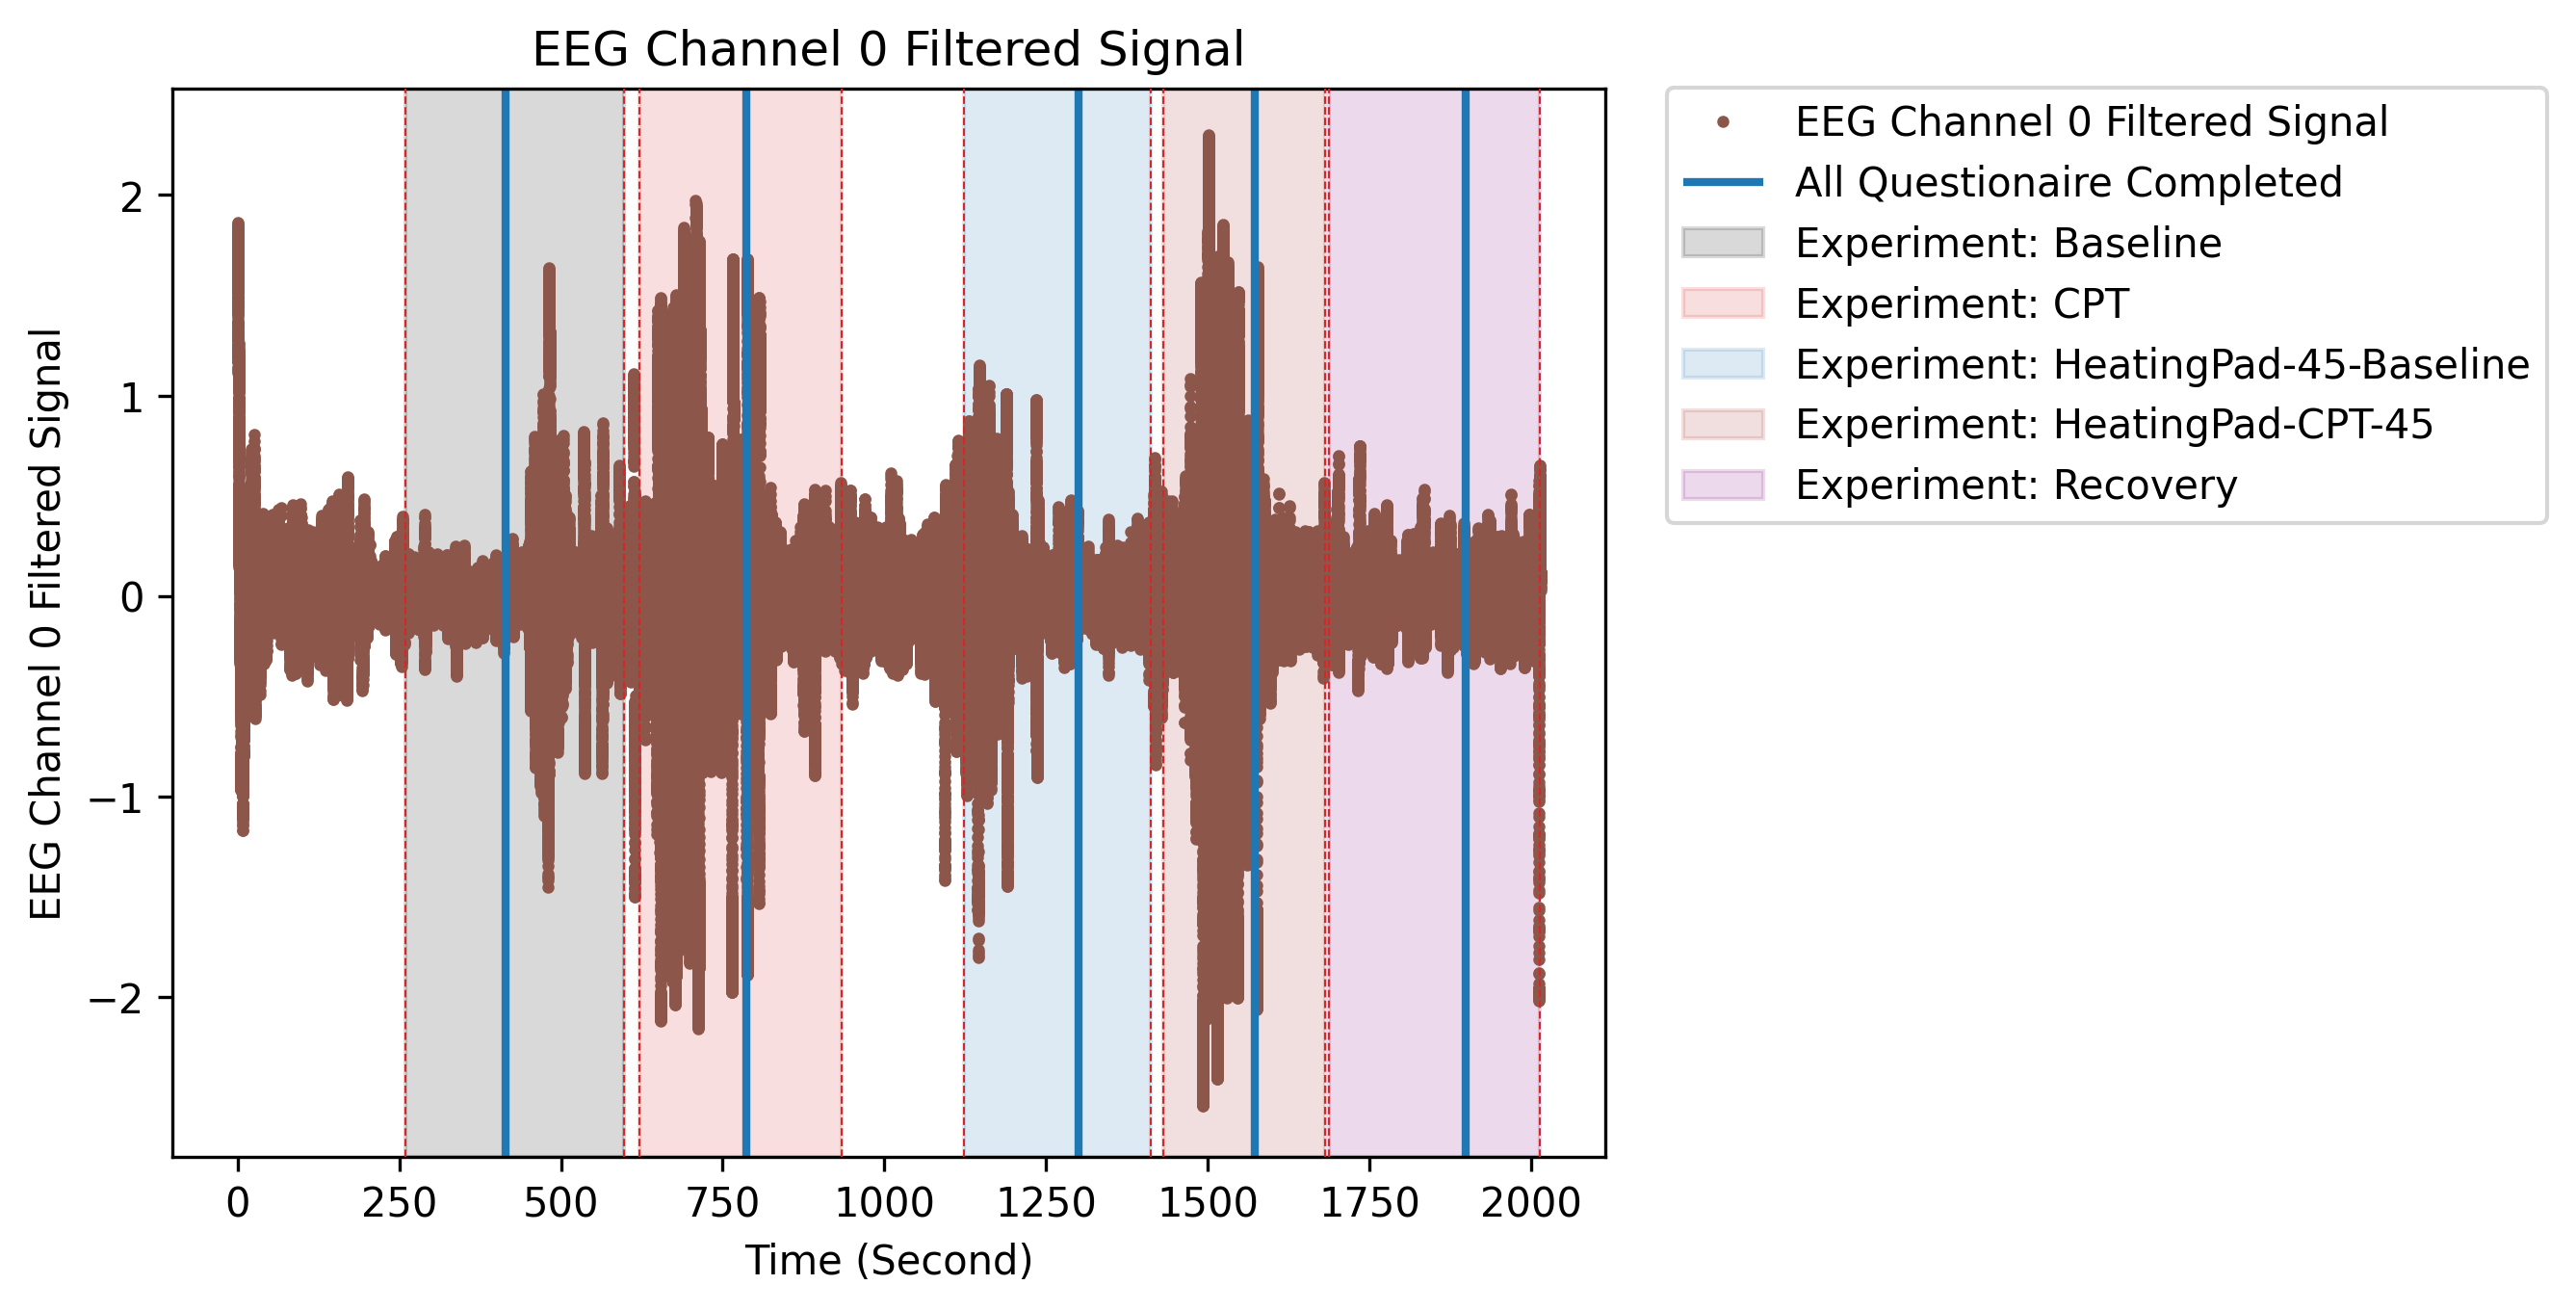 EEG Channel 0 Filtered Signal
EEG Channel 0 Filtered Signal
2
1
0
−1
−2
0 250 500 750 1000 1250 1500 1750 2000
Time (Second)
EEG Channel 0 Filtered Signal
All Questionaire Completed
Experiment: Baseline
Experiment: CPT
Experiment: HeatingPad-45-Baseline
Experiment: HeatingPad-CPT-45
Experiment: Recovery